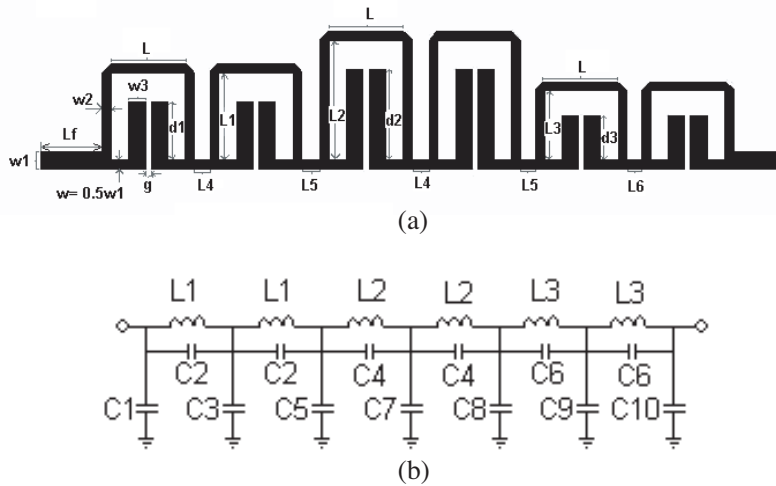 L
L
L
w3
w2
Lf
w1
d1
L1
L2
d2
L3
d3
w= 0.5w1
g
L4
L5
L4
L5
L6
(a)
L1 L1 L2 L2 L3 L3
C2 C2 C4 C4 C6 C6
C1 C3 C5 C7 C8 C9 C10
(b)